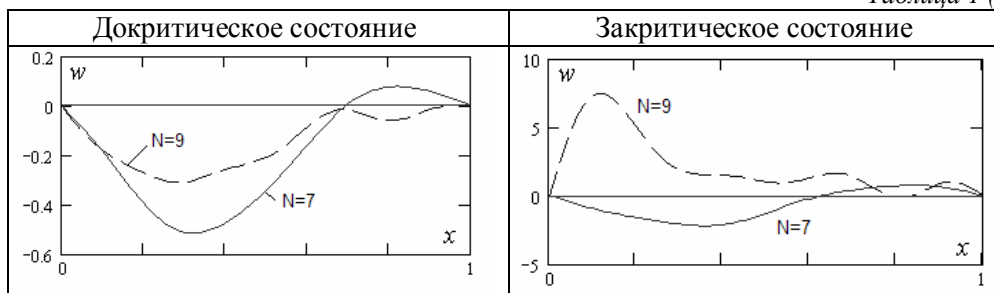 Таблица 1 (
Докритическое состояние
Закритическое состояние
0.2
w
0
N=9
-0.2
N=7
-0.4
x
-0.6
0
1
10
w
N=9
5
0
N=7
x
-5
0
1